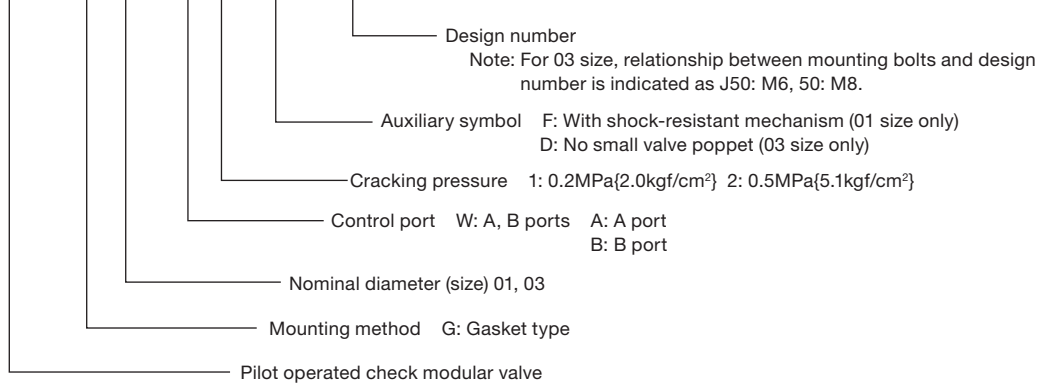 Design number
Note: For 03 size, relationship between mounting bolts and design
number is indicated as J50: M6, 50: M8.
Auxiliary symbol F: With shock-resistant mechanism (01 size only)
D: No small valve poppet (03 size only)
Cracking pressure 1: 0.2MPa{2.0kgf/cm²} 2: 0.5MPa{5.1kgf/cm²}
Control port W: A, B ports A: A port
B: B port
Nominal diameter (size) 01, 03
Mounting method G: Gasket type
Pilot operated check modular valve